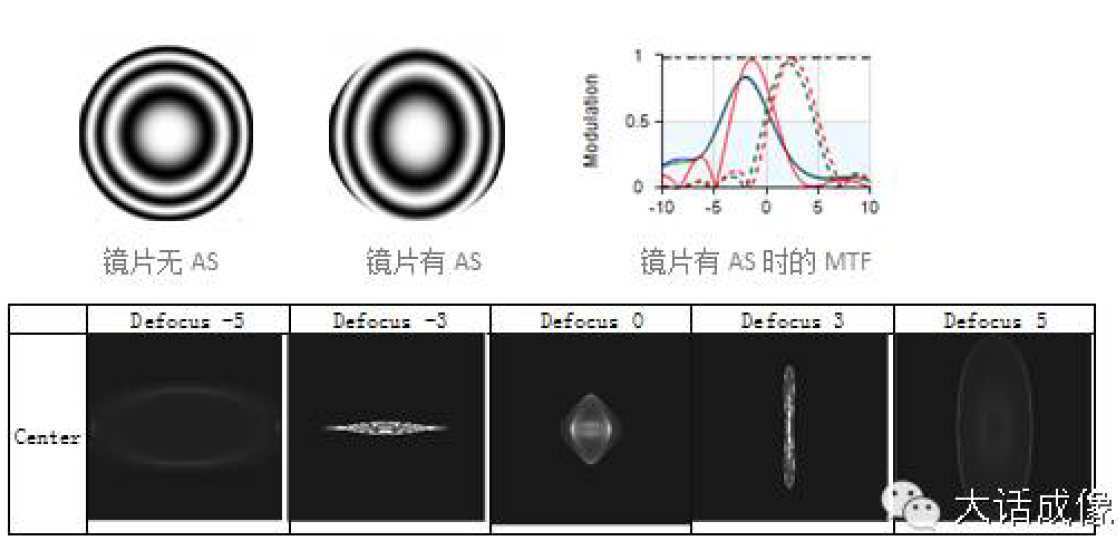 1
0.5
0
Modulation
-10 -5 0 5 10
镜片无 AS
镜片有 AS
镜片有 AS 时的 MTF
Defocus -5 Defocus -3 Defocus 0 Defocus 3 Defocus 5
Center
大话成像